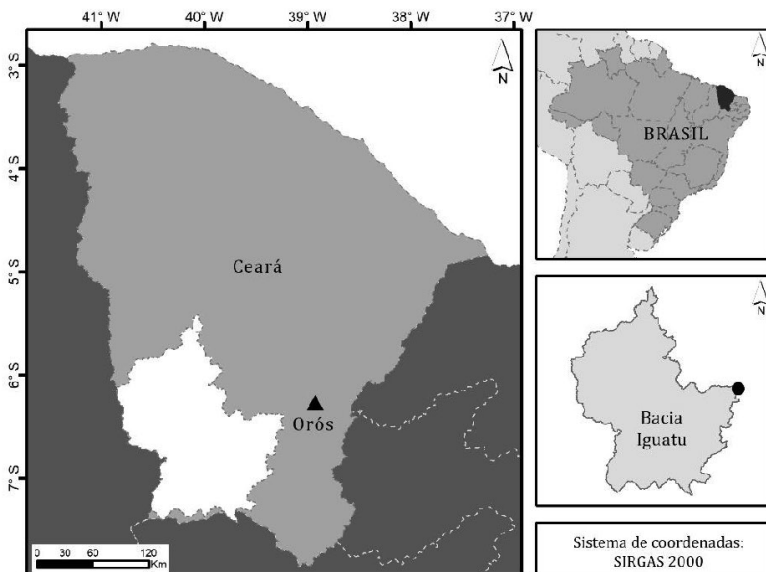 41° W 40° W 39° W 38° W 37° W
3° S
4° S
5° S
6° S
7° S
N
Ceará
Orós
0 30 60 120
Km
N
BRASIL
N
Bacia
Iguatu
Sistema de coordenadas:
SIRGAS 2000